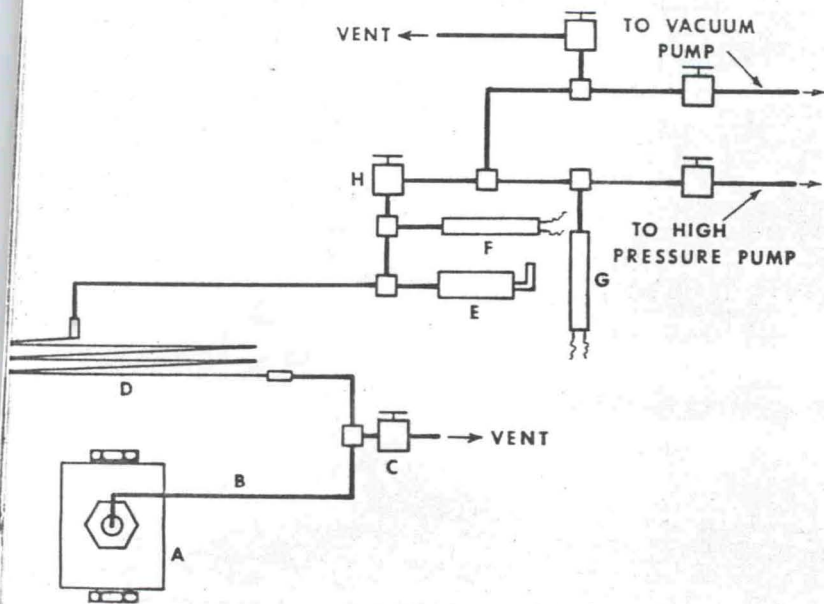 VENT
TO VACUUM
PUMP
H
F
TO HIGH
PRESSURE PUMP
G
E
D
VENT
C
B
A